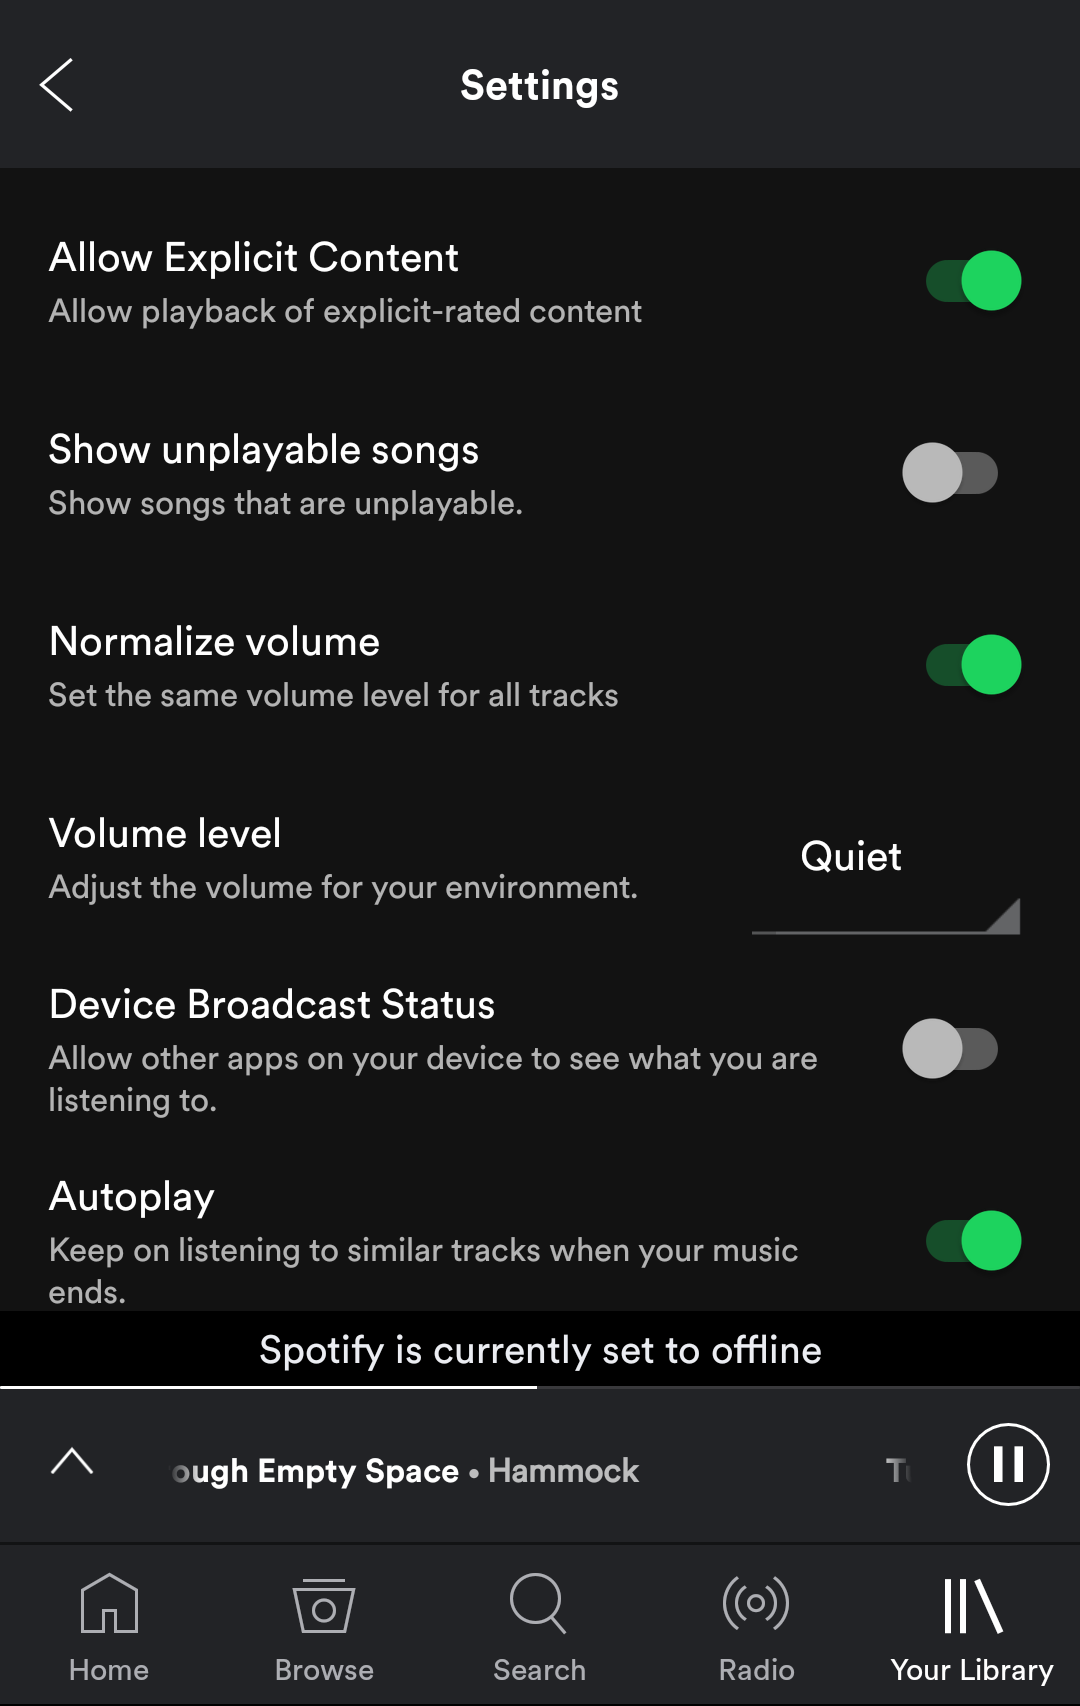 Settings
Allow Explicit Content
Allow playback of explicit-rated content
Show unplayable songs
Show songs that are unplayable.
Normalize volume
Set the same volume level for all tracks
Volume level
Adjust the volume for your environment.
Quiet
Device Broadcast Status
Allow other apps on your device to see what you are
listening to.
Autoplay
Keep on listening to similar tracks when your music
ends.
Spotify is currently set to offline
ough Empty Space • Hammock
Home
Browse
Search
Radio
Your Library